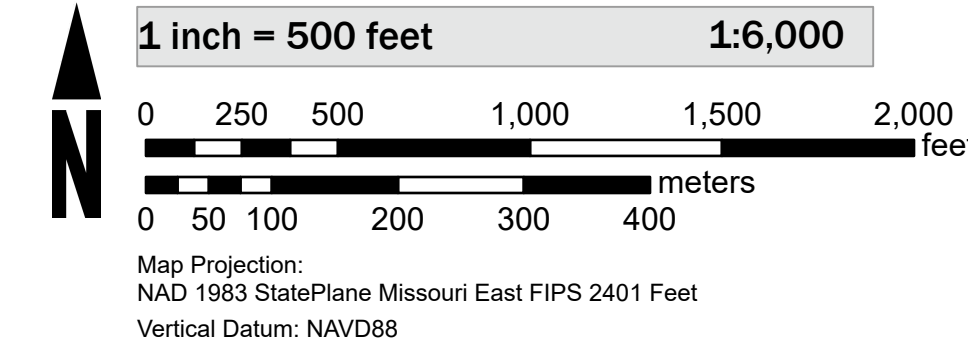 N
1 inch = 500 feet 1:6,000
0 250 500 1,000 1,500 2,000
feet
meters
0 50 100 200 300 400
Map Projection:
NAD 1983 StatePlane Missouri East FIPS 2401 Feet
Vertical Datum: NAVD88